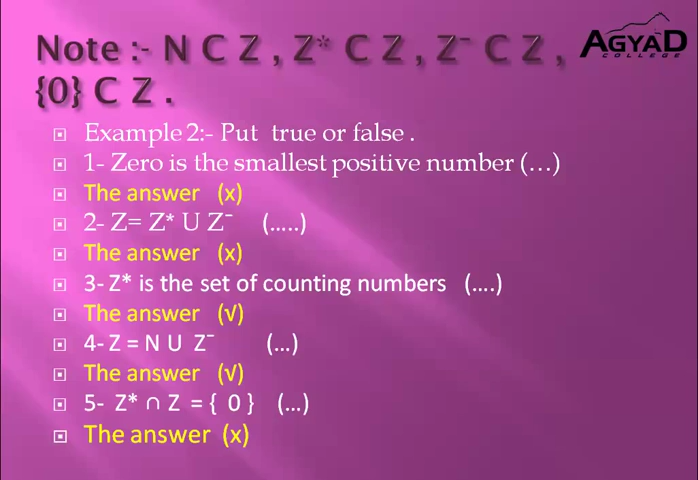 Note :- N C Z , Z* C Z , Z⁻ C Z ,
{0} C Z .
AGYAD
COLLEGE
Example 2:- Put true or false .
1- Zero is the smallest positive number (…)
The answer (x)
2- Z= Z* U Z⁻ (…..)
The answer (x)
3- Z* is the set of counting numbers (….)
The answer (√)
4- Z = N U Z⁻ (…)
The answer (√)
5- Z* ∩ Z = { 0 } (…)
The answer (x)